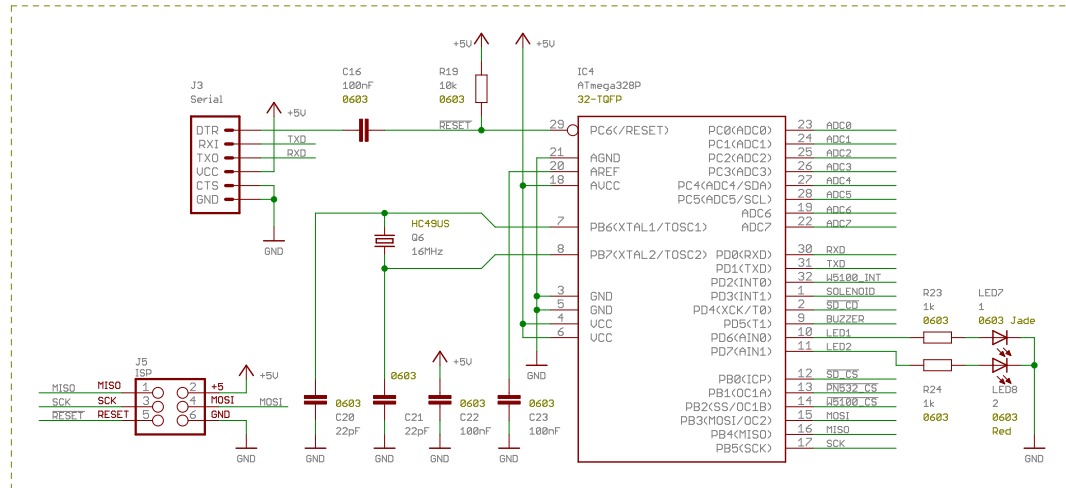 J3
Serial
+5V
DTR
RXI
TXO
VCC
CTS
GND
TXD
RXD
GND
C16
100nF
0603
R19
10k
0603
+5V
+5V
RESET
IC4
ATmega328P
32-TQFP
29 PC6(/RESET)
21 AGND
20 AREF
18 AVCC
7 PB6(XTAL1/TOSC1)
8 PB7(XTAL2/TOSC2)
3 GND
5 GND
4 VCC
6 VCC
GND
PC0(ADC0) 23 ADC0
PC1(ADC1) 24 ADC1
PC2(ADC2) 25 ADC2
PC3(ADC3) 26 ADC3
PC4(ADC4/SDA) 27 ADC4
PC5(ADC5/SCL) 28 ADC5
ADC6 19 ADC6
ADC7 22 ADC7
PD0(RXD) 30 RXD
PD1(TXD) 31 TXD
PD2(INT0) 32 W5100_INT
PD3(INT1) 1 SOLENOID
PD4(XCK/T0) 2 SD_CD
PD5(T1) 9 BUZZER
PD6(AIN0) 10 LED1
PD7(AIN1) 11 LED2
PB0(ICP) 12 SD_CS
PB1(OC1A) 13 PN532_CS
PB2(SS/OC1B) 14 W5100_CS
PB3(MOSI/OC2) 15 MOSI
PB4(MISO) 16 MISO
PB5(SCK) 17 SCK
HC49US
Q6
16MHz
R23
1k
0603
LED7
1
0603 Jade
R24
1k
0603
LED8
2
0603
Red
GND
J5
ISP
MISO MISO 1 2 +5
SCK SCK 3 4 MOSI MOSI
RESET RESET 5 6 GND
+5V
GND
0603
C20
22pF
GND
0603
C21
22pF
GND
+5V
0603
C22
100nF
GND
0603
C23
100nF
GND